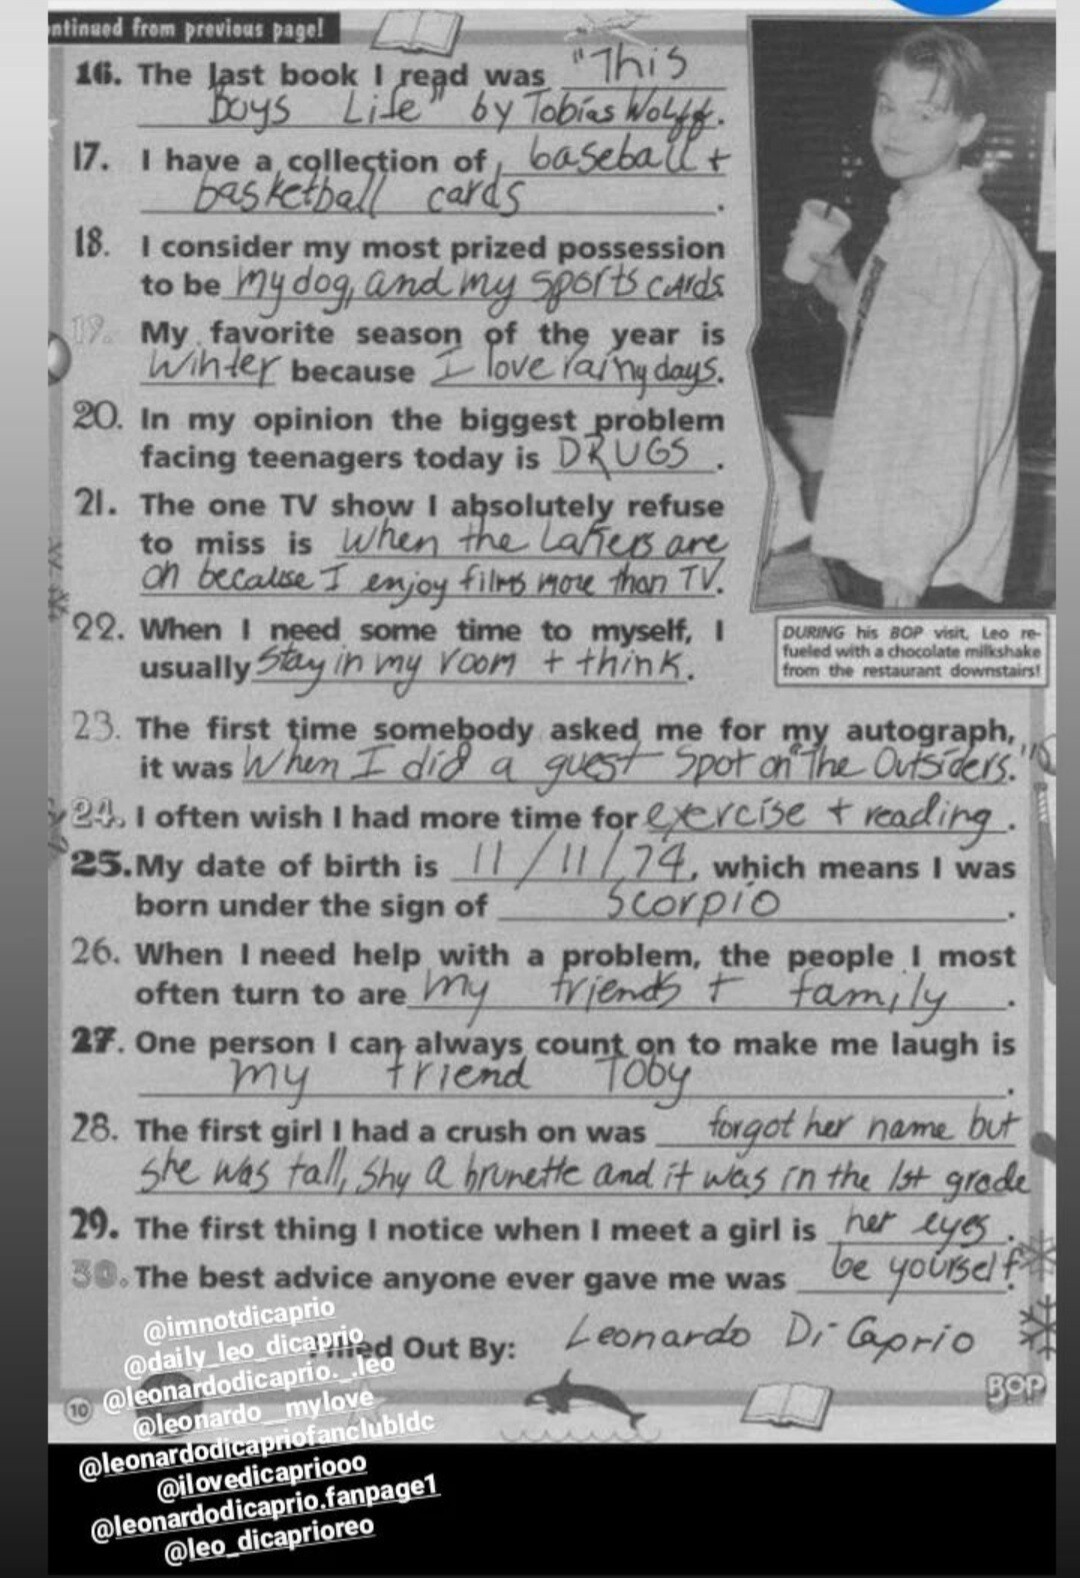 ntinued from previous page!
16. The last book I read was "This
Boys Life" by Tobias Wolff.
17. I have a collection of baseball +
basketball cards.
18. I consider my most prized possession
to be my dog, and my sports cards.
19. My favorite season of the year is
Winter because I love rainy days.
20. In my opinion the biggest problem
facing teenagers today is DRUGS.
21. The one TV show I absolutely refuse
to miss is when the Lakers are
on because I enjoy films more than TV.
22. When I need some time to myself, I
usually stay in my room + think.
DURING his BOP visit, Leo re-
fueled with a chocolate milkshake
from the restaurant downstairs!
23. The first time somebody asked me for my autograph,
it was when I did a guest spot on "The Outsiders."
24. I often wish I had more time for exercise + reading.
25. My date of birth is 11/11/74, which means I was
born under the sign of Scorpio.
26. When I need help with a problem, the people I most
often turn to are my friends + family.
27. One person I can always count on to make me laugh is
my friend Toby.
28. The first girl I had a crush on was forgot her name but
she was tall, shy a brunette and it was in the 1st grade
29. The first thing I notice when I meet a girl is her eyes.
30. The best advice anyone ever gave me was be yourself.
Filled Out By: Leonardo DiCaprio
10
BOP
@imnotdicaprio
@daily_leo_dicaprio
@leonardodicaprio._.leo
@leonardo__mylove
@leonardodicapriofanclubldc
@ilovedicapriooo
@leonardodicaprio.fanpage1
@leo_dicaprioreo